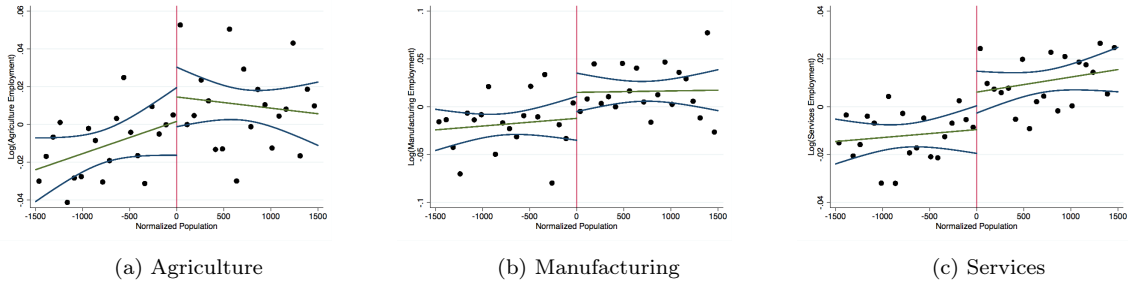 Log(Agriculture Employment)
.06
.04
.02
0
-.02
-.04
-1500 -1000 -500 0 500 1000 1500
Normalized Population
(a) Agriculture
Log(Manufacturing Employment)
.1
.05
0
-.05
-.1
-1500 -1000 -500 0 500 1000 1500
Normalized Population
(b) Manufacturing
Log(Services Employment)
.04
.02
0
-.02
-.04
-1500 -1000 -500 0 500 1000 1500
Normalized Population
(c) Services